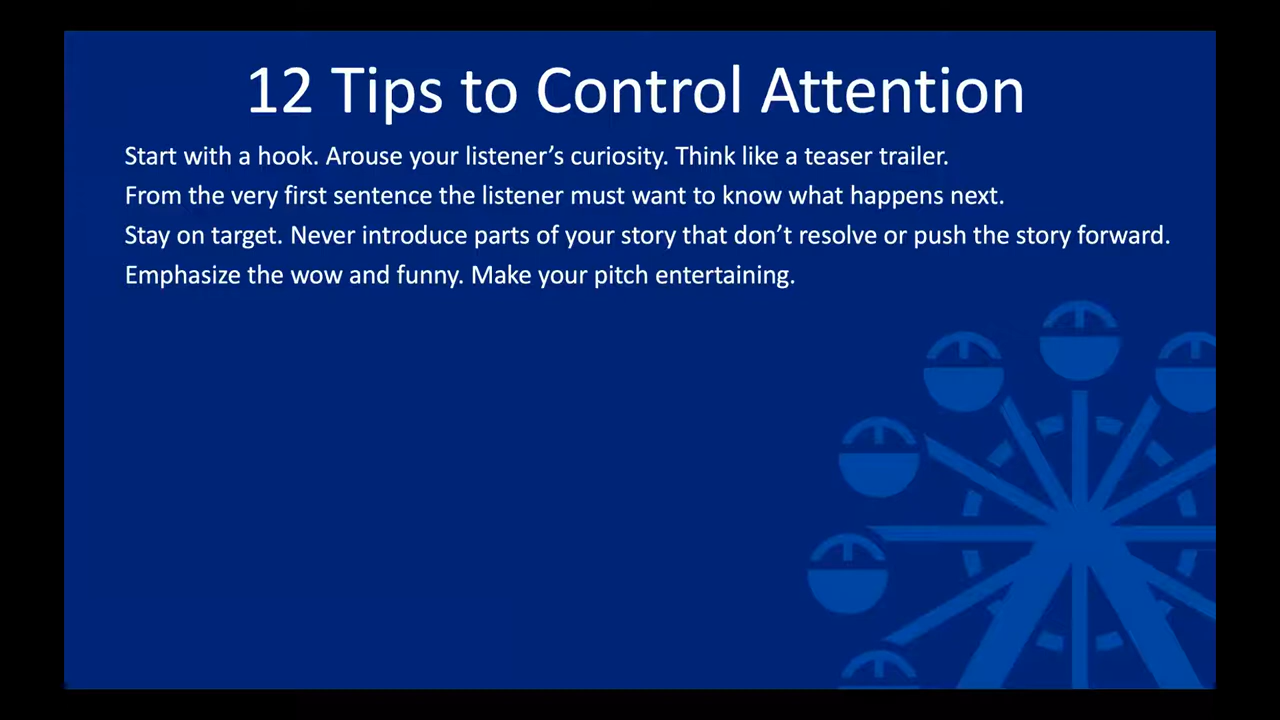 12 Tips to Control Attention
Start with a hook. Arouse your listener’s curiosity. Think like a teaser trailer.
From the very first sentence the listener must want to know what happens next.
Stay on target. Never introduce parts of your story that don’t resolve or push the story forward.
Emphasize the wow and funny. Make your pitch entertaining.